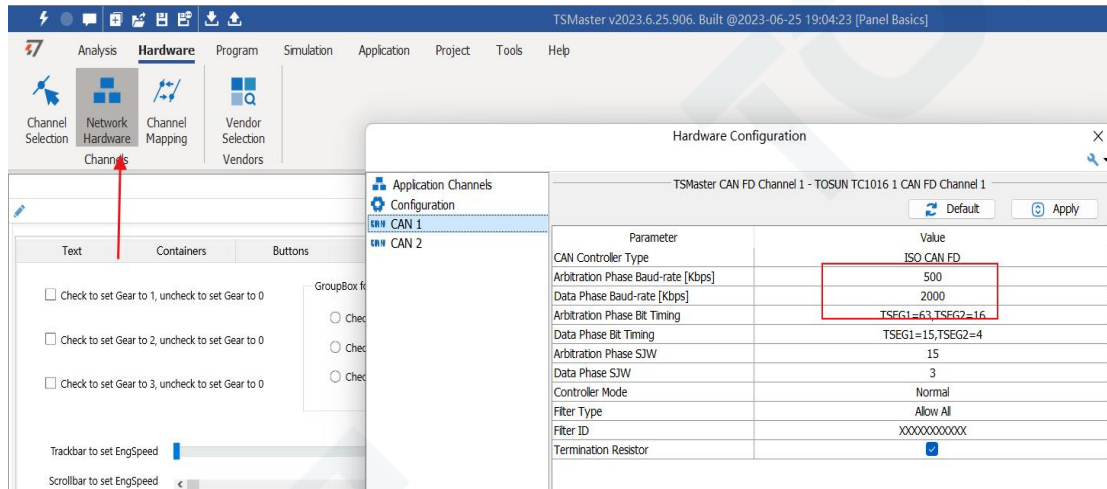 TSMaster v2023.6.25.906. Built @2023-06-25 19:04:23 [Panel Basics]
Analysis Hardware Program Simulation Application Project Tools Help
Channel Selection
Network Hardware
Channel Mapping
Vendor Selection
Channels
Vendors
Hardware Configuration
Application Channels
Configuration
CAN CAN 1
CAN CAN 2
TSMaster CAN FD Channel 1 - TOSUN TC1016 1 CAN FD Channel 1
Default
Apply
Parameter Value
CAN Controller Type ISO CAN FD
Arbitration Phase Baud-rate [Kbps] 500
Data Phase Baud-rate [Kbps] 2000
Arbitration Phase Bit Timing TSEG1=63,TSEG2=16
Data Phase Bit Timing TSEG1=15,TSEG2=4
Arbitration Phase SJW 15
Data Phase SJW 3
Controller Mode Normal
Filter Type Allow All
Filter ID XXXXXXXXXXX
Termination Resistor
Text Containers Buttons
Check to set Gear to 1, uncheck to set Gear to 0
Check to set Gear to 2, uncheck to set Gear to 0
Check to set Gear to 3, uncheck to set Gear to 0
GroupBox
Trackbar to set EngSpeed
Scrollbar to set EngSpeed